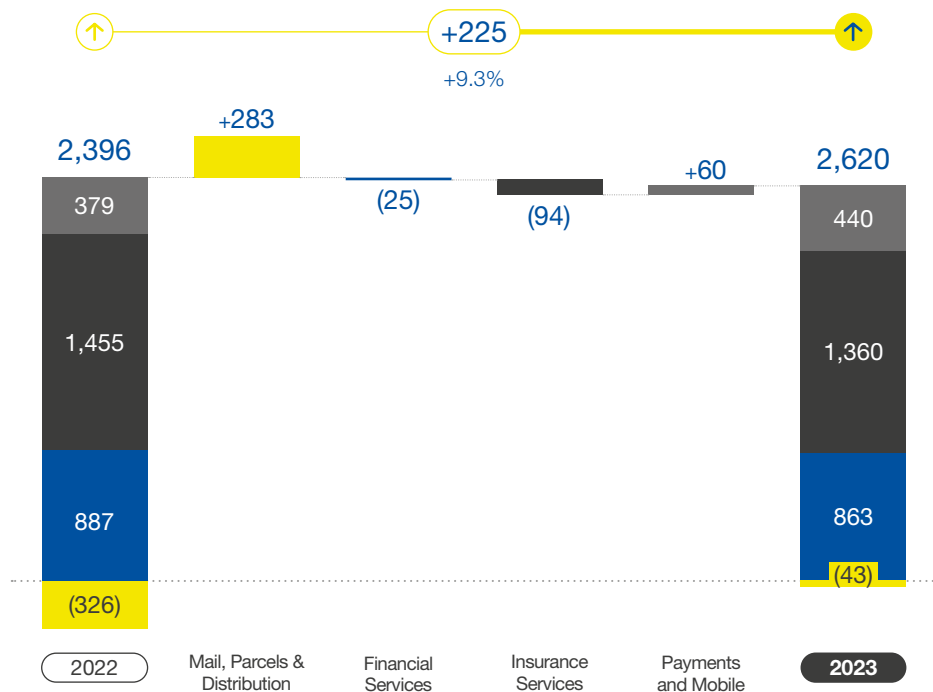 +225
+9.3%
2,396
+283
(25)
(94)
+60
2,620
379
1,455
887
(326)
440
1,360
863
(43)
2022
Mail, Parcels &
Distribution
Financial
Services
Insurance
Services
Payments
and Mobile
2023